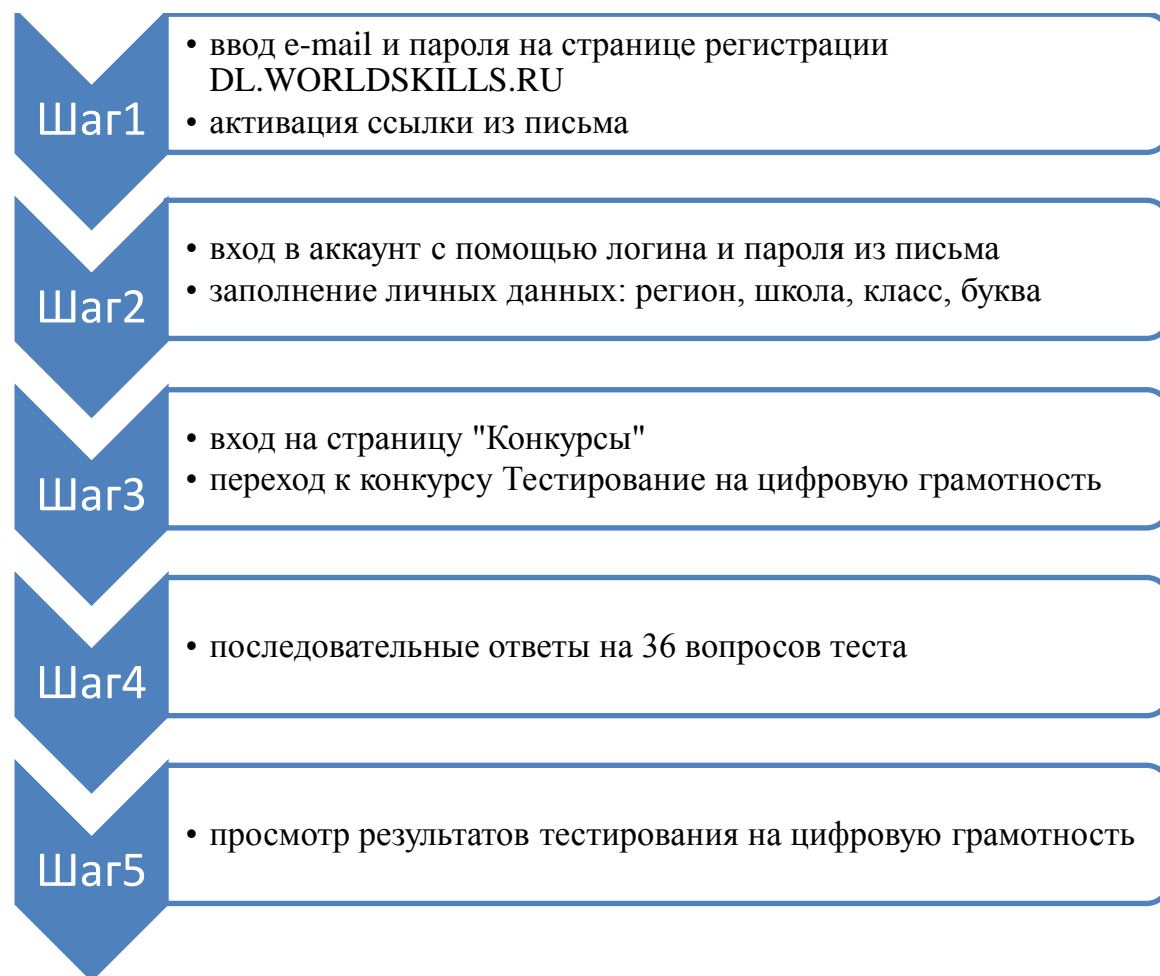 Шаг1
• ввод e-mail и пароля на странице регистрации
DL.WORLDSKILLS.RU
• активация ссылки из письма
Шаг2
• вход в аккаунт с помощью логина и пароля из письма
• заполнение личных данных: регион, школа, класс, буква
Шаг3
• вход на страницу "Конкурсы"
• переход к конкурсу Тестирование на цифровую грамотность
Шаг4
• последовательные ответы на 36 вопросов теста
Шаг5
• просмотр результатов тестирования на цифровую грамотность